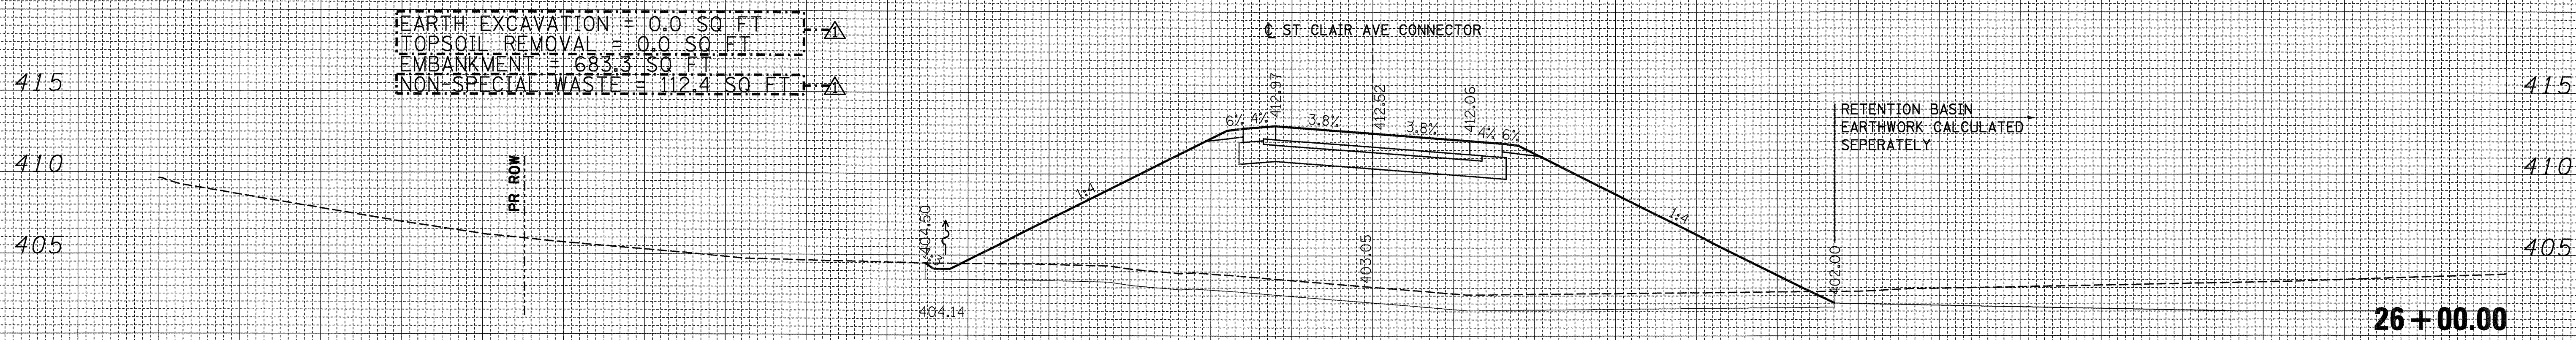 EARTH EXCAVATION = 0.0 SQ FT
TOPSOIL REMOVAL = 0.0 SQ FT
EMBANKMENT = 683.3 SQ FT
NON-SPECIAL WASTE = 112.4 SQ FT
1
1
℄ ST CLAIR AVE CONNECTOR
415
415
412.97
412.52
412.06
6% 4% 3.8% 3.8% 4% 6%
RETENTION BASIN
EARTHWORK CALCULATED
SEPERATELY
410
410
PR ROW
1:4
1:4
404.50
1:3
405
405
403.05
402.00
404.14
26+00.00